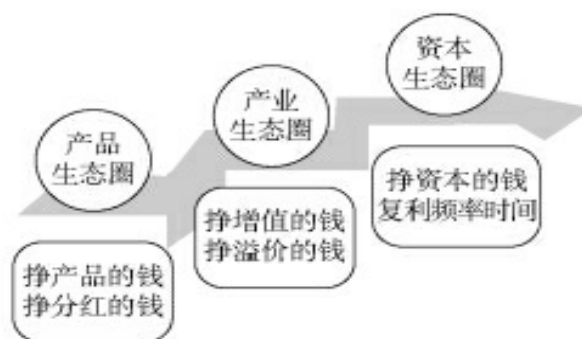 产品
生态圈
挣产品的钱
挣分红的钱
产业
生态圈
挣增值的钱
挣溢价的钱
资本
生态圈
挣资本的钱
复利频率时间